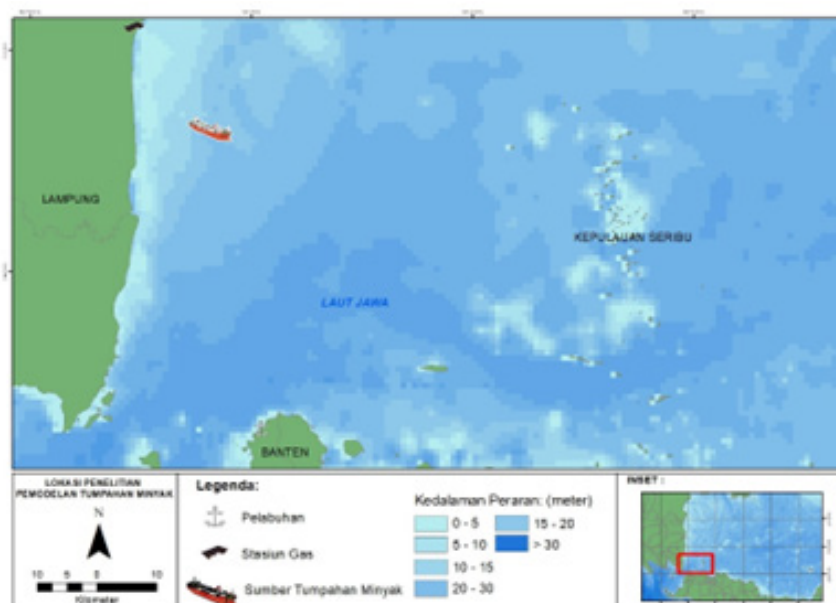 LAMPUNG
KEPULAUAN SERIBU
LAUT JAWA
BANTEN
LOKASI PENELITIAN
PEMODELAN TUMPAHAN MINYAK
N
10 5 0 10
Kilometer
Legenda:
Pelabuhan
Stasiun Gas
Sumber Tumpahan Minyak
Kedalaman Peraran: (meter)
0 - 5
5 - 10
10 - 15
20 - 30
15 - 20
> 30
INSET :